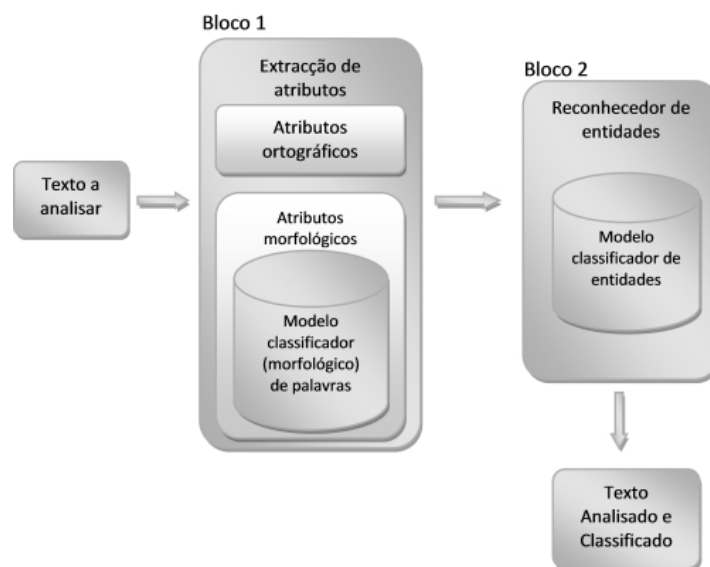 Bloco 1
Extracção de
atributos
Atributos
ortográficos
Texto a
analisar
Atributos
morfológicos
Modelo
classificador
(morfológico)
de palavras
Bloco 2
Reconhecedor de
entidades
Modelo
classificador de
entidades
Texto
Analisado e
Classificado